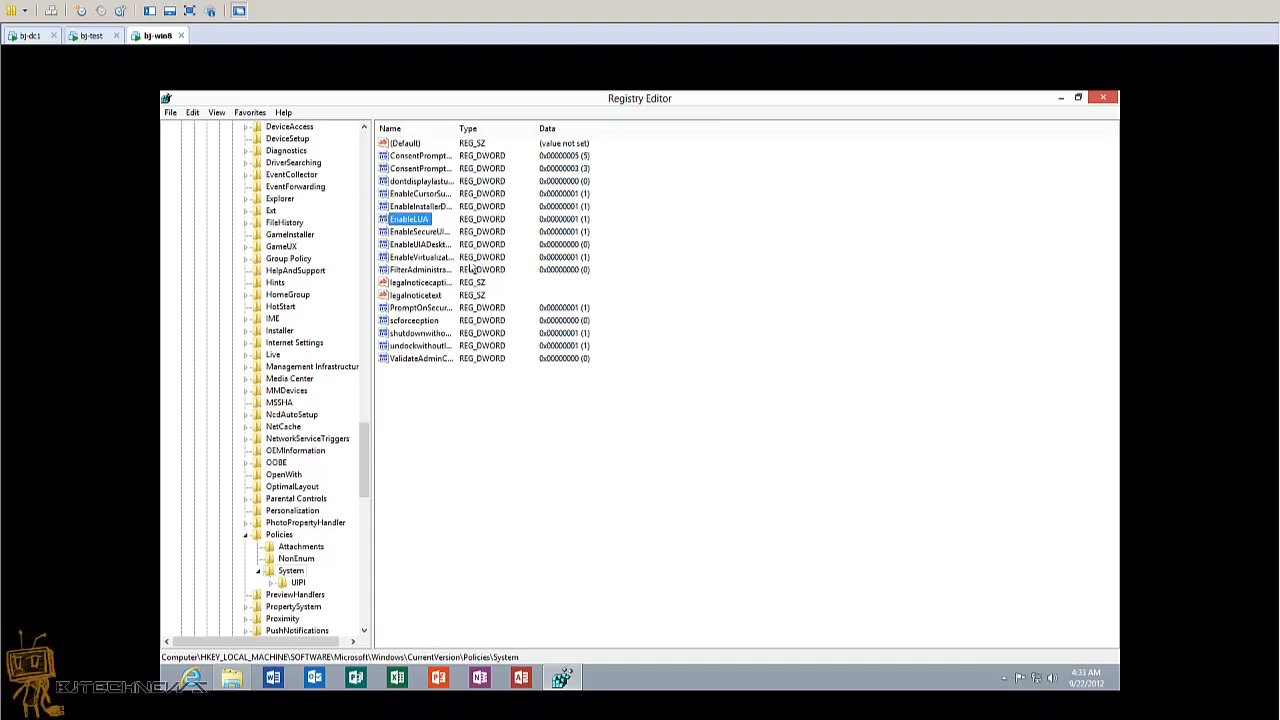 bj-dc1 bj-test bj-win8
Registry Editor
File Edit View Favorites Help
DeviceAccess
DeviceSetup
Diagnostics
DriverSearching
EventCollector
EventForwarding
Explorer
Ext
FileHistory
GameInstaller
GameUX
Group Policy
HelpAndSupport
Hints
HomeGroup
HotStart
IME
Installer
Internet Settings
Live
Management Infrastructur
Media Center
MMDevices
MSSHA
NcdAutoSetup
NetCache
NetworkServiceTriggers
OEMInformation
OOBE
OpenWith
OptimalLayout
Parental Controls
Personalization
PhotoPropertyHandler
Policies
Attachments
NonEnum
System
UIPI
PreviewHandlers
PropertySystem
Proximity
PushNotifications
Name Type Data
(Default) REG_SZ (value not set)
ConsentPrompt... REG_DWORD 0x00000005 (5)
ConsentPrompt... REG_DWORD 0x00000003 (3)
dontdisplaylastu... REG_DWORD 0x00000000 (0)
EnableCursorSu... REG_DWORD 0x00000001 (1)
EnableInstallerD... REG_DWORD 0x00000001 (1)
EnableLUA REG_DWORD 0x00000001 (1)
EnableSecureUI... REG_DWORD 0x00000001 (1)
EnableUIADeskt... REG_DWORD 0x00000000 (0)
EnableVirtualizat... REG_DWORD 0x00000001 (1)
FilterAdministra... REG_DWORD 0x00000000 (0)
legalnoticecapti... REG_SZ
legalnoticetext REG_SZ
PromptOnSecur... REG_DWORD 0x00000001 (1)
scforceoption REG_DWORD 0x00000000 (0)
shutdownwitho... REG_DWORD 0x00000001 (1)
undockwithoutl... REG_DWORD 0x00000001 (1)
ValidateAdminC... REG_DWORD 0x00000000 (0)
Computer\HKEY_LOCAL_MACHINE\SOFTWARE\Microsoft\Windows\CurrentVersion\Policies\System
4:33 AM
9/22/2012
BJTECHNEWS